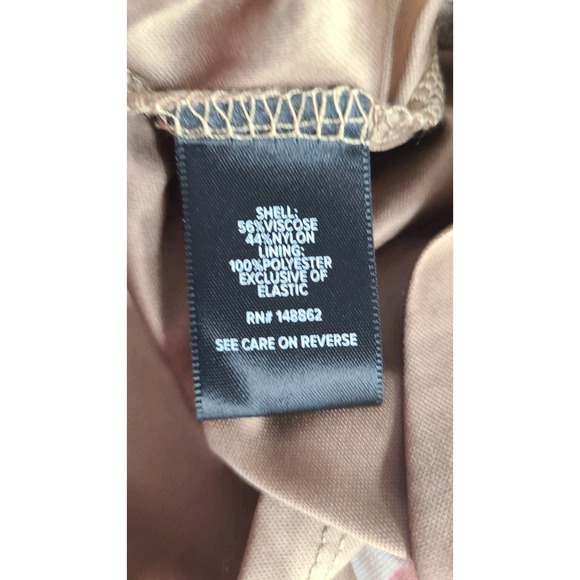 SHELL:
56%VISCOSE
44%NYLON
LINING:
100%POLYESTER
EXCLUSIVE OF
ELASTIC
RN# 148862
SEE CARE ON REVERSE